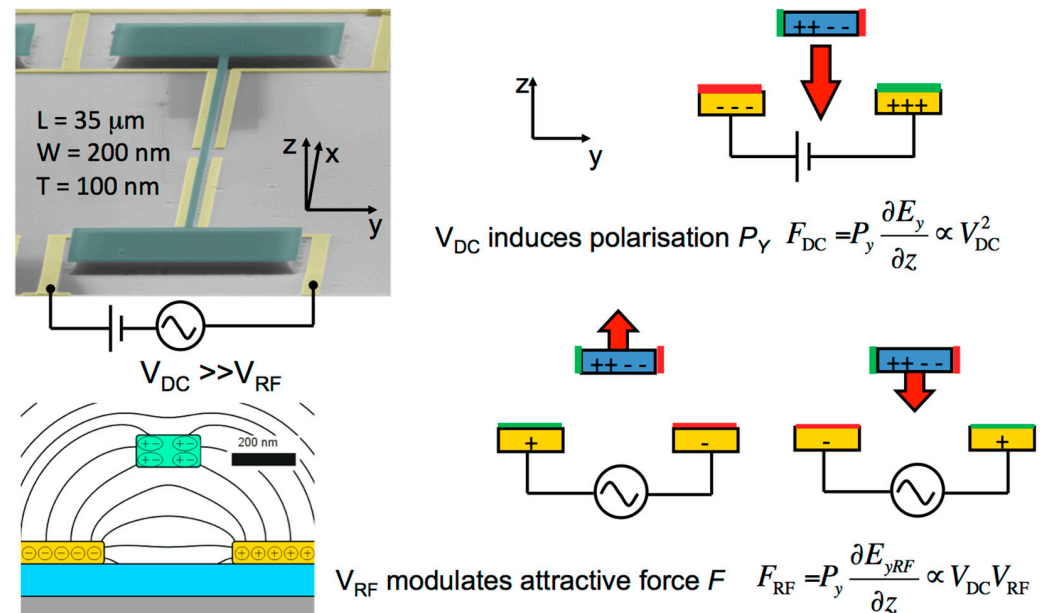 L = 35 μm
W = 200 nm
T = 100 nm
z
x
y
V_DC >>V_RF
200 nm
++ - -
- - -
+++
z
y
V_DC induces polarisation P_Y F_DC =P_y ∂E_y/∂z ∝ V_DC^2
++ - -
++ - -
+
-
-
+
V_RF modulates attractive force F F_RF =P_y ∂E_yRF/∂z ∝ V_DC V_RF